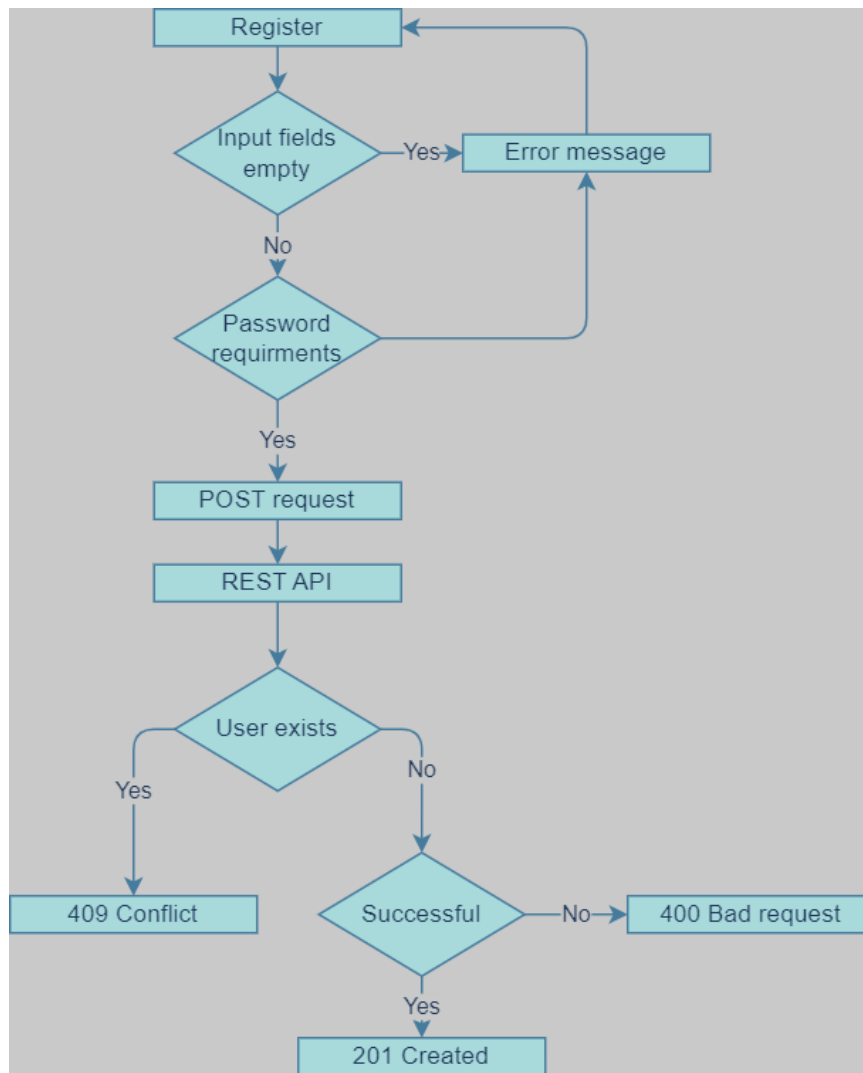 Register
Input fields
empty
Yes
Error message
No
Password
requirments
Yes
POST request
REST API
User exists
Yes
No
409 Conflict
Successful
No
400 Bad request
Yes
201 Created